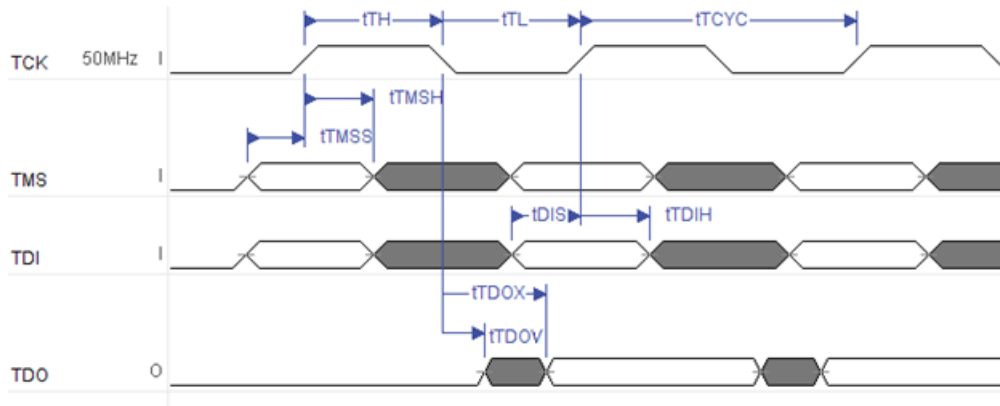 tTH tTL tTCYC
TCK 50MHz I
tTMSH
tTMSS
TMS I
tDIS tTDIH
TDI I
tTDOX
tTDOV
TDO O